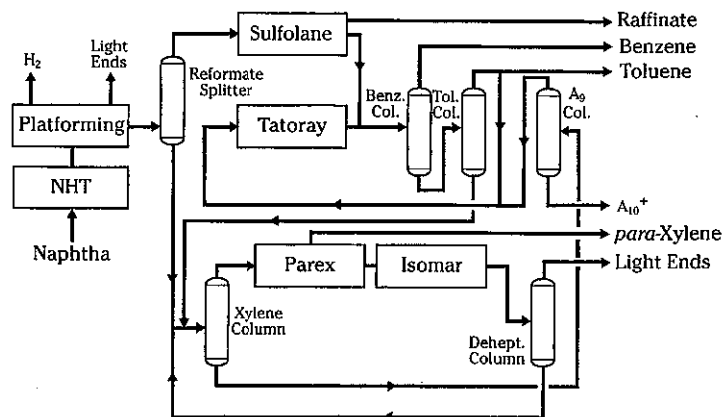 H2
Light
Ends
Sulfolane
Raffinate
Benzene
Toluene
Reformate
Splitter
Benz.
Col.
Tol.
Col.
A9
Col.
Platforming
Tatoray
NHT
A10+
Naphtha
para-Xylene
Parex
Isomar
Light Ends
Xylene
Column
Dehept.
Column